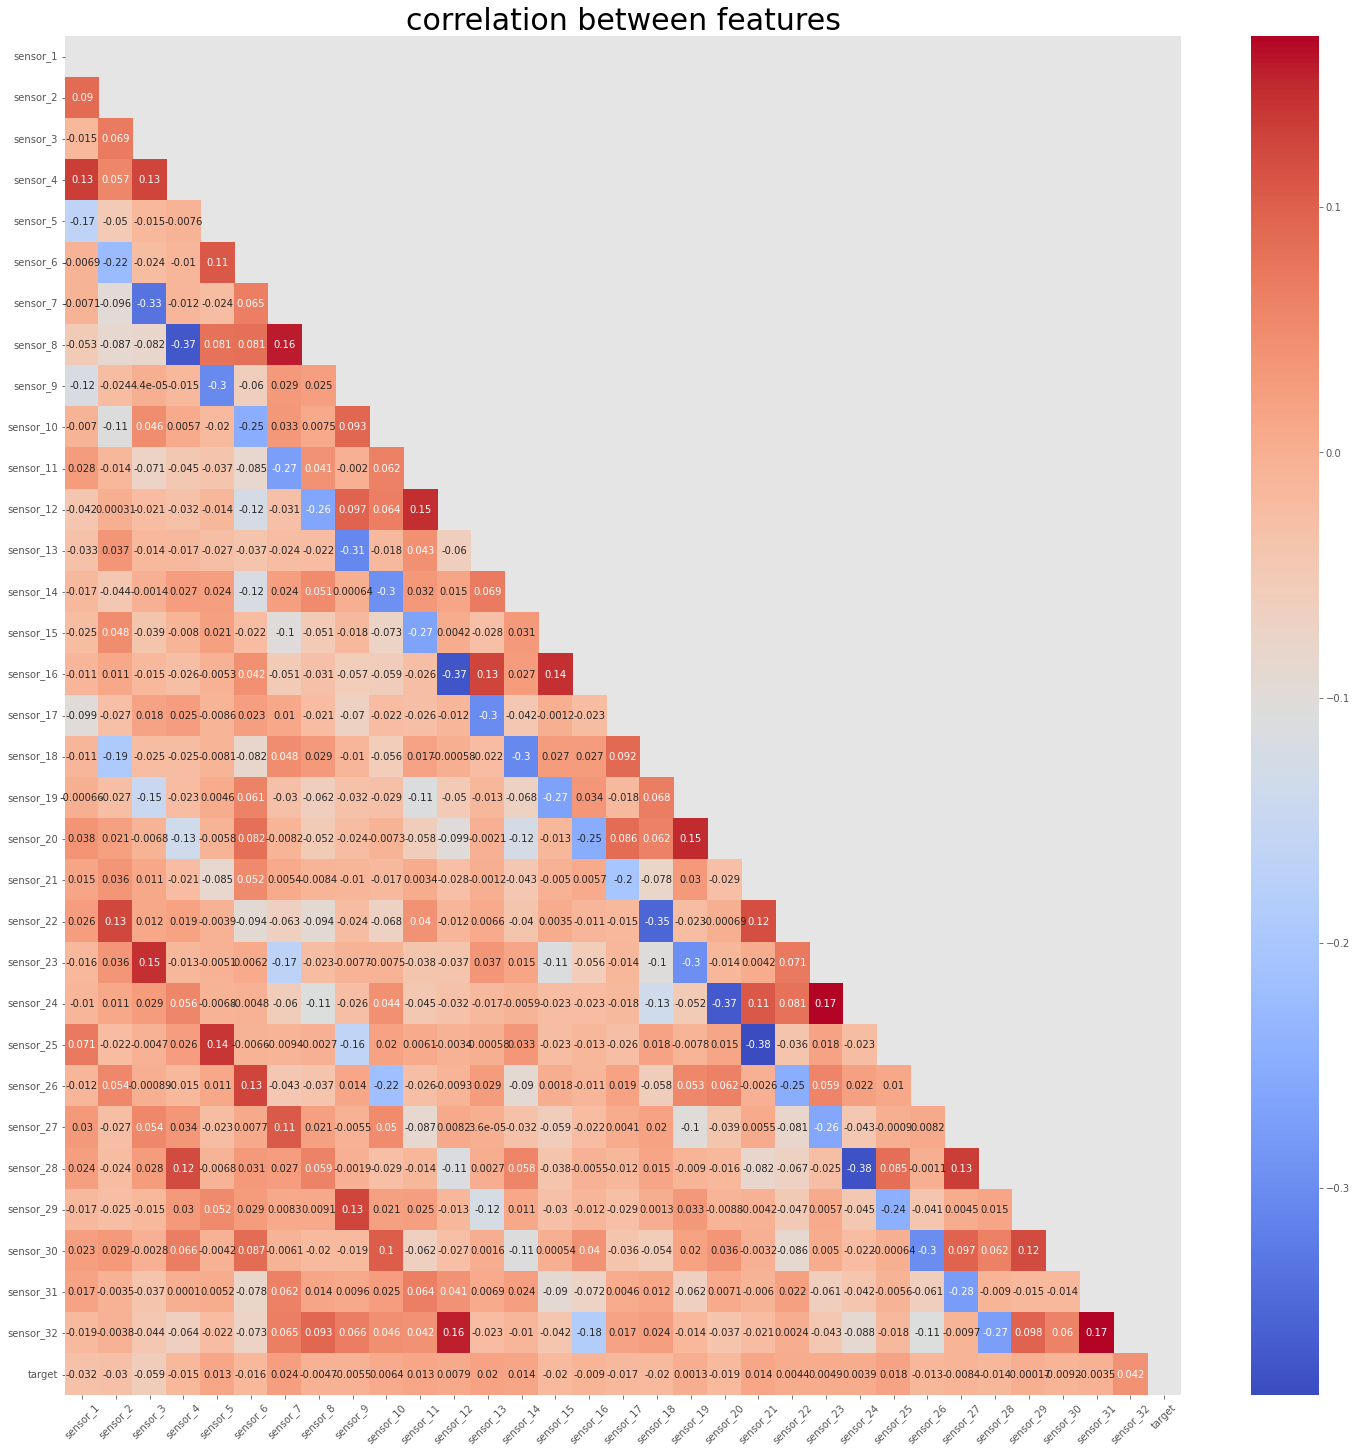 correlation between features
sensor_1
sensor_2 0.09
sensor_3 -0.015 0.069
sensor_4 0.13 0.057 0.13
sensor_5 -0.17 -0.05 -0.015 -0.0076
sensor_6 -0.0069 -0.22 -0.024 -0.01 0.11
sensor_7 -0.0071 -0.096 -0.33 -0.012 -0.024 0.065
sensor_8 -0.053 -0.087 -0.082 -0.37 0.081 0.081 0.16
sensor_9 -0.12 -0.024 -0.015 -0.3 -0.06 0.029 0.025
sensor_10 -0.007 -0.11 0.046 0.0057 -0.02 -0.25 0.033 0.0075 0.093
sensor_11 0.028 -0.014 -0.071 -0.045 -0.037 -0.085 -0.27 0.041 -0.002 0.062
sensor_12 -0.042 -0.021 -0.032 -0.014 -0.12 -0.031 -0.26 0.097 0.064 0.15
sensor_13 -0.033 0.037 -0.014 -0.017 -0.027 -0.037 -0.024 -0.022 -0.31 -0.018 0.043 -0.06
sensor_14 -0.017 -0.044 -0.0014 0.027 0.024 -0.12 0.024 0.051 0.00064 -0.3 0.032 0.015 0.069
sensor_15 -0.025 0.048 -0.039 -0.008 0.021 -0.022 -0.1 -0.051 -0.018 -0.073 -0.27 0.0042 -0.028 0.031
sensor_16 -0.011 0.011 -0.015 -0.026 -0.0053 0.042 -0.051 -0.031 -0.057 -0.059 -0.026 -0.37 0.13 0.027 0.14
sensor_17 -0.099 -0.027 0.018 0.025 -0.0086 0.023 0.01 -0.021 -0.07 -0.022 -0.026 -0.012 -0.3 -0.042 -0.0012 -0.023
sensor_18 -0.011 -0.19 -0.025 -0.025 -0.0081 -0.082 0.048 0.029 -0.01 -0.056 0.017 -0.00058 -0.022 -0.3 0.027 0.027 0.092
sensor_19 -0.00066 -0.027 -0.15 -0.023 0.0046 0.061 -0.03 -0.062 -0.032 -0.029 -0.11 -0.05 -0.013 -0.068 -0.27 0.034 -0.018 0.068
sensor_20 0.038 0.021 -0.0068 -0.13 -0.0058 0.082 -0.0082 -0.052 -0.024 -0.0073 -0.058 -0.099 -0.0021 -0.12 -0.013 -0.25 0.086 0.062 0.15
sensor_21 0.015 0.036 0.011 -0.021 -0.085 0.052 0.0054 -0.0084 -0.01 -0.017 0.0034 -0.028 -0.0012 -0.043 -0.005 0.0057 -0.2 -0.078 0.03 -0.029
sensor_22 0.026 0.13 0.012 0.019 -0.0039 -0.094 -0.063 -0.094 -0.024 -0.068 0.04 -0.012 0.0066 -0.04 0.0035 -0.011 -0.015 -0.35 -0.023 0.12
sensor_23 -0.016 0.036 0.15 -0.013 -0.0051 0.0062 -0.17 -0.023 -0.0077 -0.038 -0.037 0.037 0.015 -0.11 -0.056 -0.014 -0.1 -0.3 -0.014 0.0042 0.071
sensor_24 -0.01 0.011 0.029 0.056 -0.0068 -0.06 -0.11 -0.026 0.044 -0.045 -0.032 -0.017 -0.0059 -0.023 -0.023 -0.018 -0.13 -0.052 -0.37 0.11 0.081 0.17
sensor_25 0.071 -0.022 -0.0047 0.026 0.14 -0.0066 -0.16 0.02 0.0061 -0.0034 0.033 -0.023 -0.013 -0.026 0.018 -0.0078 0.015 -0.38 -0.036 0.018 -0.023
sensor_26 -0.012 0.054 -0.00089 -0.015 0.011 0.13 -0.043 -0.037 0.014 -0.22 -0.026 -0.0093 0.029 -0.09 0.0018 -0.011 0.019 -0.058 0.053 0.062 -0.0026 -0.25 0.059 0.022 0.01
sensor_27 0.03 -0.027 0.054 0.034 -0.023 0.0077 0.11 0.021 -0.0055 0.05 -0.087 0.0082 -0.032 -0.059 -0.022 0.0041 0.02 -0.1 -0.039 0.0055 -0.081 -0.26 -0.043 -0.0009 0.0082
sensor_28 0.024 -0.024 0.028 0.12 -0.0068 0.031 0.027 0.059 -0.0019 -0.029 -0.014 -0.11 0.0027 0.058 -0.038 -0.0055 -0.012 0.015 -0.009 -0.016 -0.082 -0.067 -0.025 -0.38 0.085 -0.0011 0.13
sensor_29 -0.017 -0.025 -0.015 0.03 0.052 0.029 0.0083 0.0091 0.13 0.021 0.025 -0.013 -0.12 0.011 -0.03 -0.012 -0.029 0.0013 0.033 -0.0088 -0.0042 -0.047 0.0057 -0.045 -0.24 -0.041 0.0045 0.015
sensor_30 0.023 0.029 -0.0028 0.066 -0.0042 0.087 -0.0061 -0.02 -0.019 0.1 -0.062 -0.027 0.0016 -0.11 0.00054 0.04 -0.036 -0.054 0.02 0.036 -0.0032 -0.086 0.005 -0.022 -0.00064 -0.3 0.097 0.062 0.12
sensor_31 0.017 -0.0035 -0.037 0.0001 0.0052 -0.078 0.062 0.014 0.0096 0.025 0.064 0.041 0.0069 0.024 -0.09 -0.072 0.0046 0.012 -0.062 0.0071 -0.006 0.022 -0.061 -0.042 -0.0056 -0.061 -0.28 -0.009 -0.015 -0.014
sensor_32 -0.019 -0.0038 -0.044 -0.064 -0.022 -0.073 0.065 0.093 0.066 0.046 0.042 0.16 -0.023 -0.01 -0.042 -0.18 0.017 0.024 -0.014 -0.037 -0.021 0.0024 -0.043 -0.088 -0.018 -0.11 -0.0097 -0.27 0.098 0.06 0.17
target -0.032 -0.03 -0.059 -0.015 0.013 -0.016 0.024 -0.0047 -0.0055 0.0064 0.013 0.0079 0.02 0.014 -0.02 -0.009 -0.017 -0.02 0.0013 -0.019 0.014 0.0044 0.0049 0.0039 0.018 -0.013 -0.0084 -0.014 -0.00017 -0.0092 -0.0035 0.042
sensor_1 sensor_2 sensor_3 sensor_4 sensor_5 sensor_6 sensor_7 sensor_8 sensor_9 sensor_10 sensor_11 sensor_12 sensor_13 sensor_14 sensor_15 sensor_16 sensor_17 sensor_18 sensor_19 sensor_20 sensor_21 sensor_22 sensor_23 sensor_24 sensor_25 sensor_26 sensor_27 sensor_28 sensor_29 sensor_30 sensor_31 sensor_32 target
0.1
0.0
−0.1
−0.2
−0.3